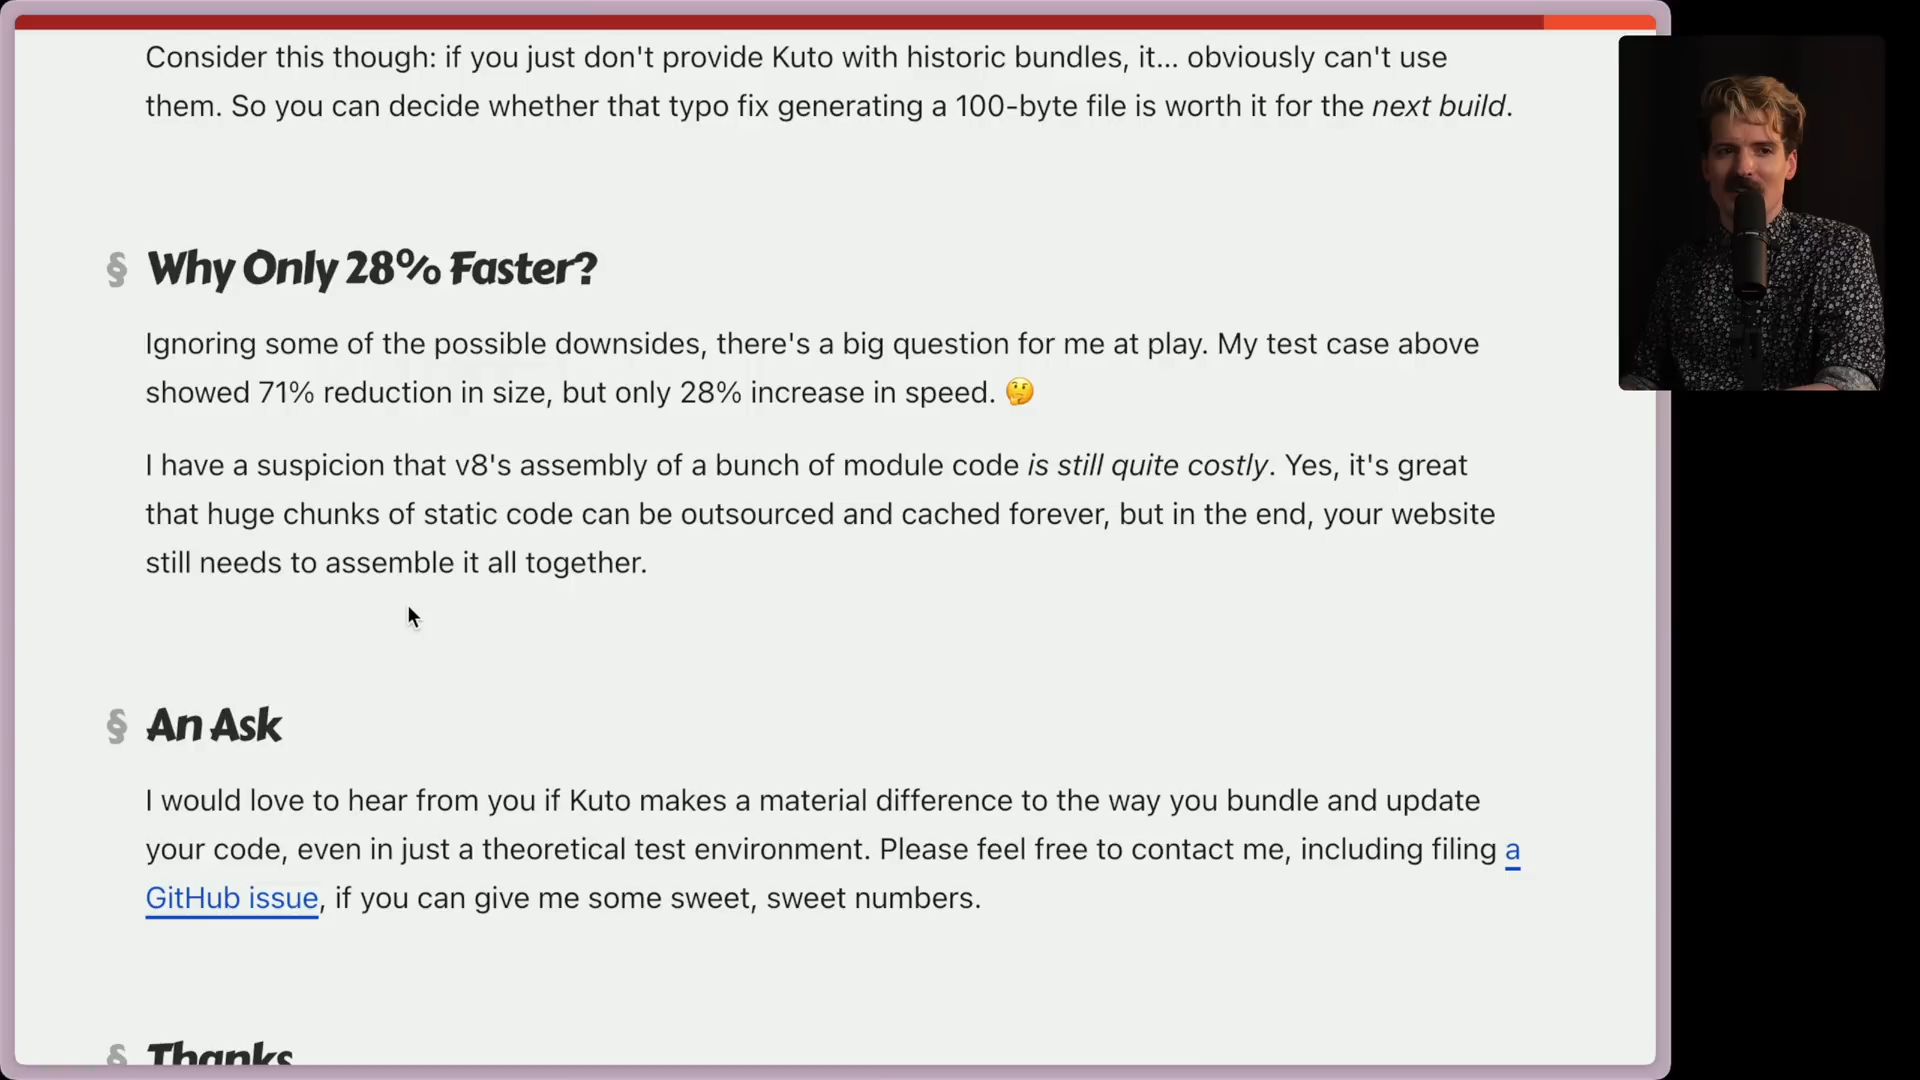 Consider this though: if you just don't provide Kuto with historic bundles, it... obviously can't use
them. So you can decide whether that typo fix generating a 100-byte file is worth it for the next build.
§ Why Only 28% Faster?
Ignoring some of the possible downsides, there's a big question for me at play. My test case above
showed 71% reduction in size, but only 28% increase in speed. 🤔
I have a suspicion that v8's assembly of a bunch of module code is still quite costly. Yes, it's great
that huge chunks of static code can be outsourced and cached forever, but in the end, your website
still needs to assemble it all together.
§ An Ask
I would love to hear from you if Kuto makes a material difference to the way you bundle and update
your code, even in just a theoretical test environment. Please feel free to contact me, including filing a
GitHub issue, if you can give me some sweet, sweet numbers.
§ Thanks